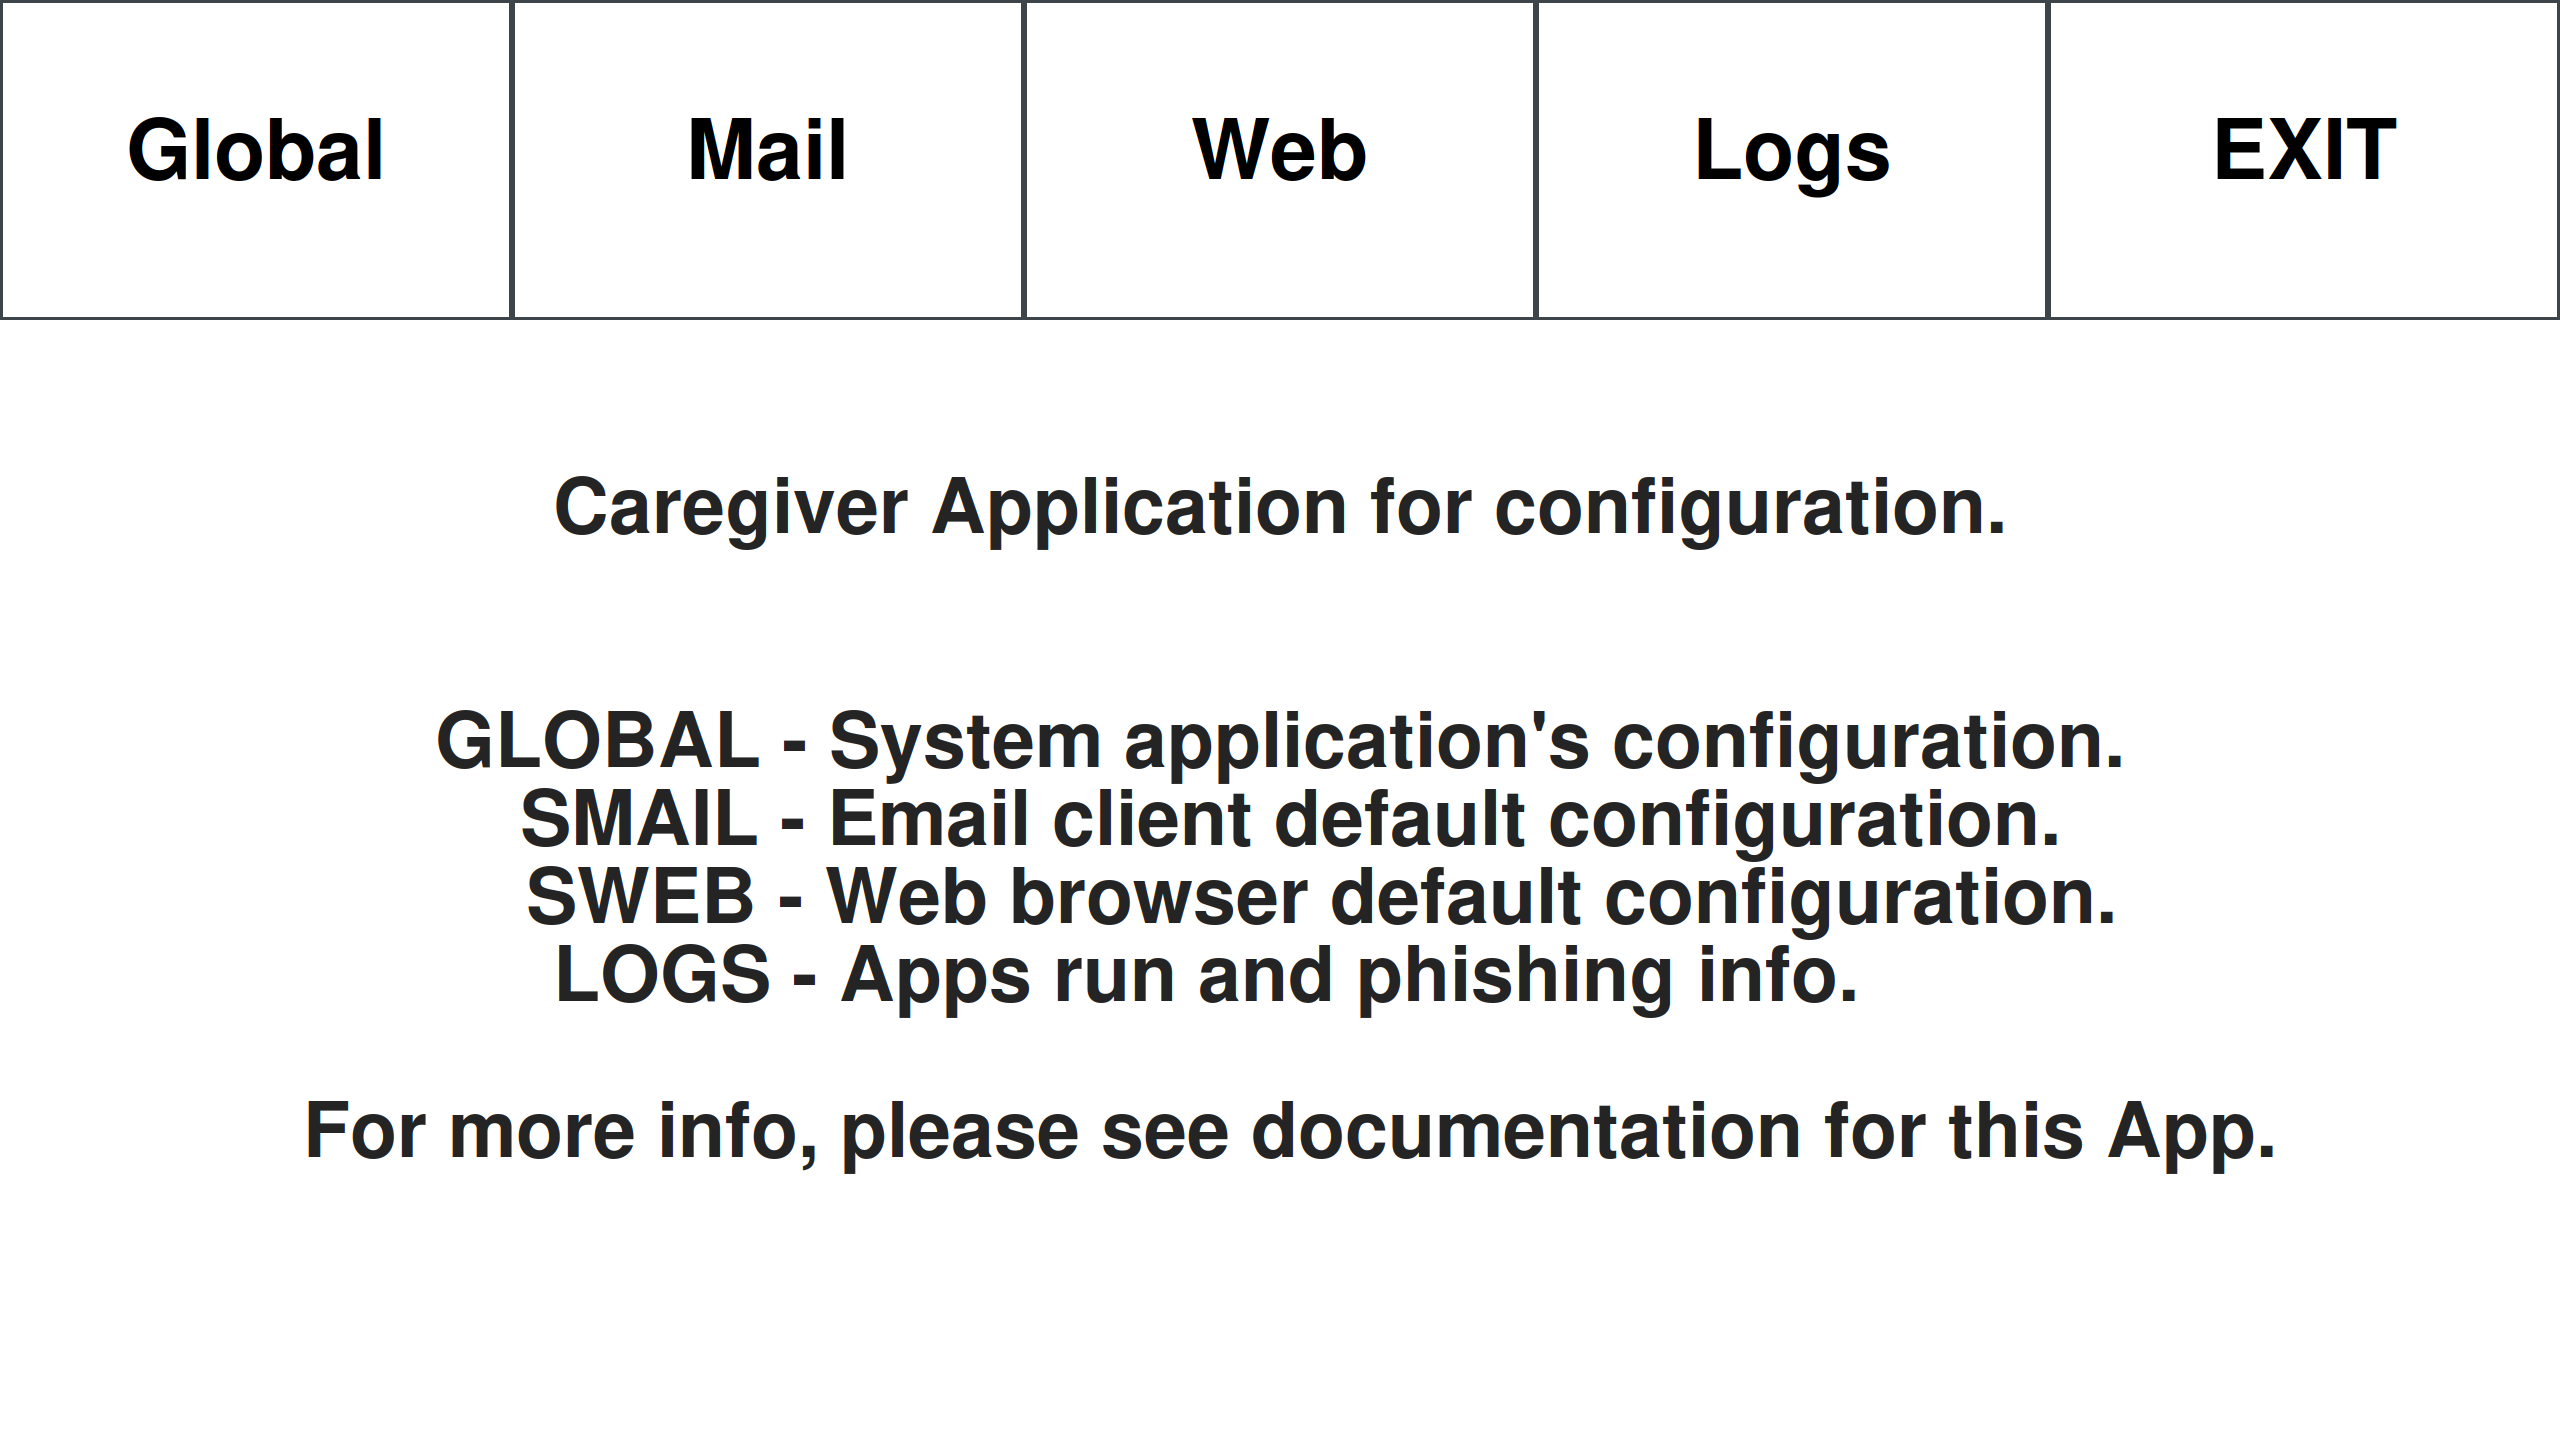 Global Mail Web Logs EXIT
Caregiver Application for configuration.
GLOBAL - System application's configuration.
SMAIL - Email client default configuration.
SWEB - Web browser default configuration.
LOGS - Apps run and phishing info.
For more info, please see documentation for this App.